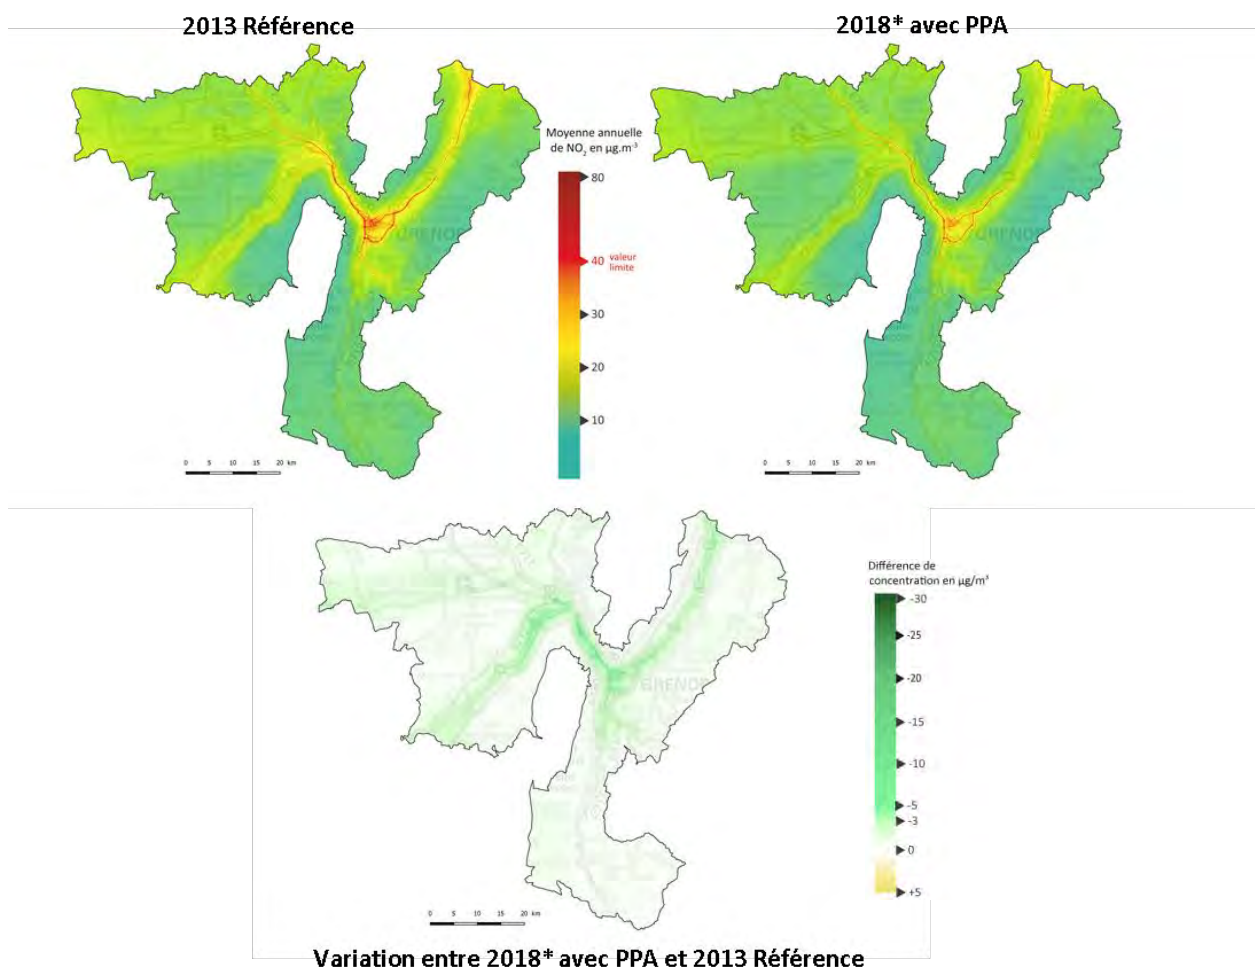 2013 Référence
2018* avec PPA
Moyenne annuelle
de NO₂ en µg.m⁻³
80
40 valeur
limite
30
20
10
GRENOB
GRENOB
0 5 10 15 20 km
0 5 10 15 20 km
Différence de
concentration en µg/m³
-30
-25
-20
-15
-10
-5
-3
0
+5
GRENOB
0 5 10 15 20 km
Variation entre 2018* avec PPA et 2013 Référence